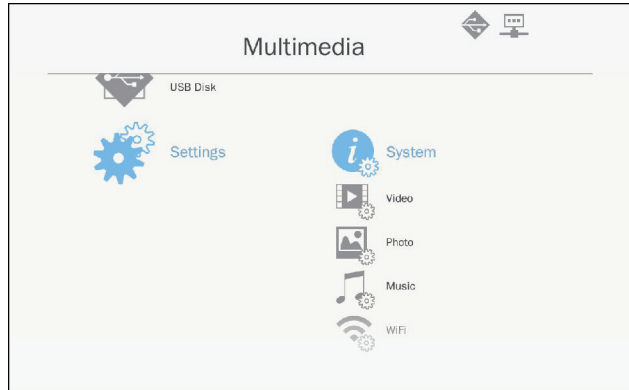 Multimedia
USB Disk
Settings
System
Video
Photo
Music
WiFi